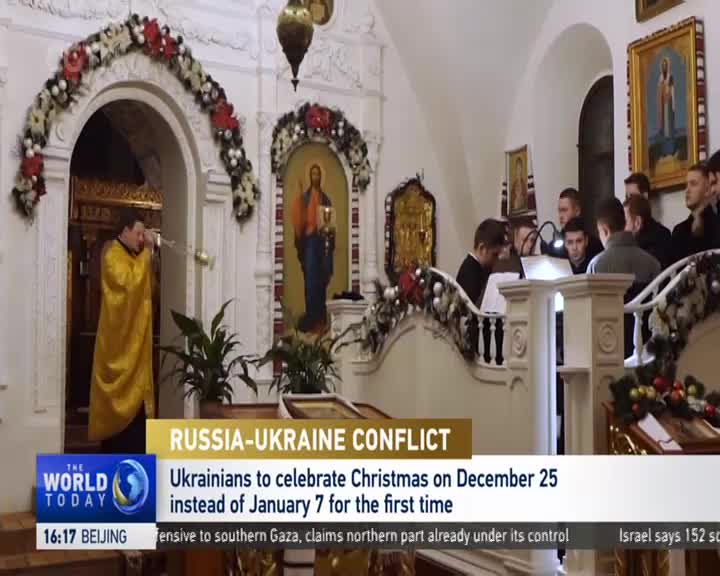 RUSSIA-UKRAINE CONFLICT
THE
WORLD
TODAY
Ukrainians to celebrate Christmas on December 25
instead of January 7 for the first time
16:17 BEIJING
fensive to southern Gaza, claims northern part already under its control Israel says 152 so